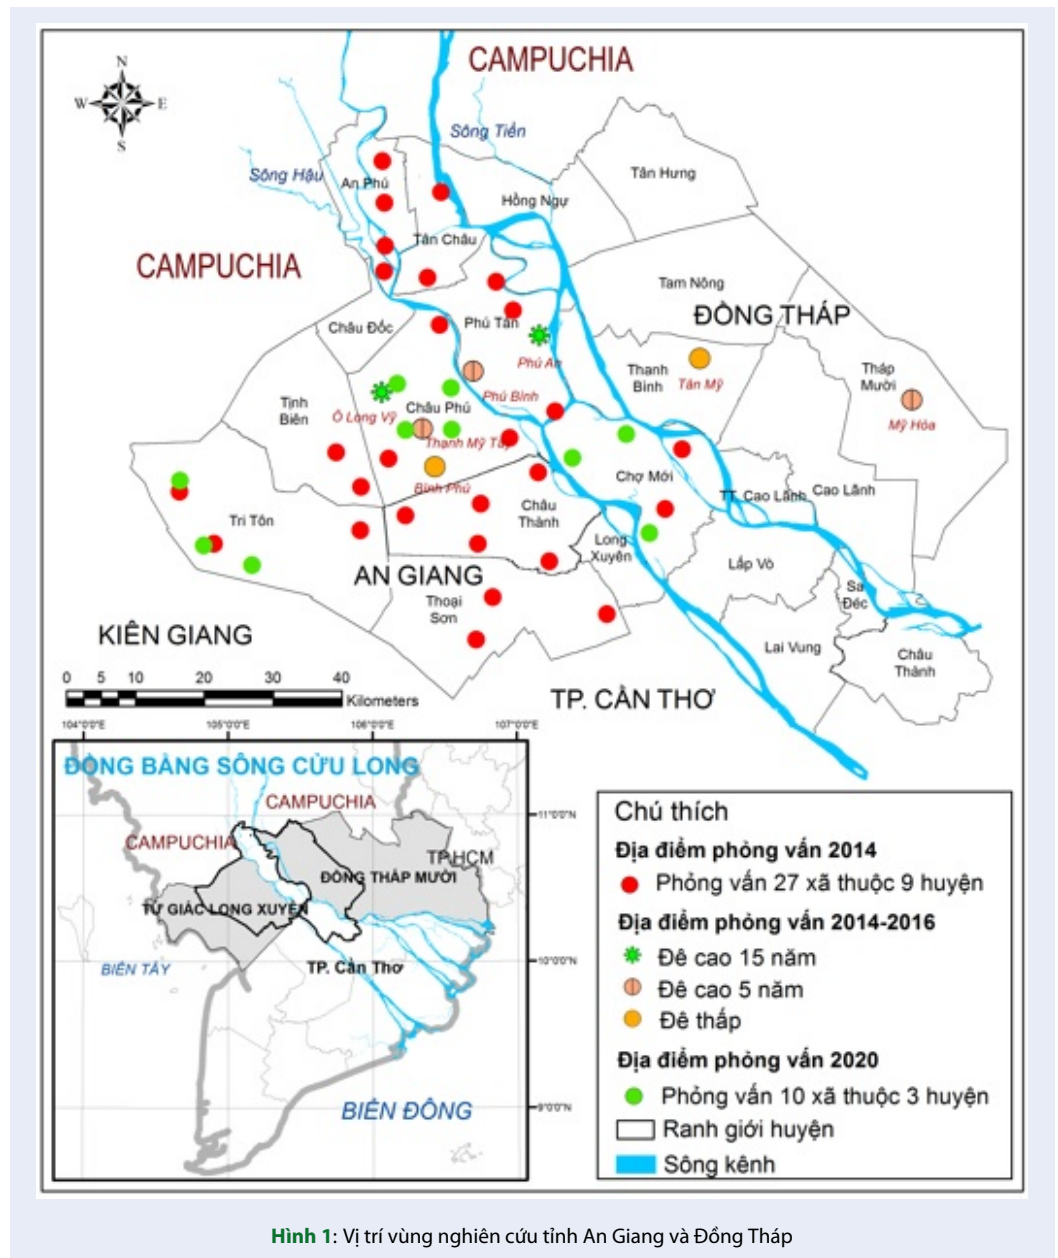 CAMPUCHIA
N
W
E
S
Sông Tiền
Tân Hưng
Sông Hậu
An Phú
Hồng Ngự
Tân Châu
CAMPUCHIA
Tam Nông
Châu Đốc
Phú Tân
ĐỒNG THÁP
Phú An
Thanh
Bình
Tân Mỹ
Tháp
Mười
Mỹ Hòa
Tịnh
Biên
Phú Bình
Châu Phú
Ô Long Vỹ
Thạnh Mỹ Tây
Bình Phú
Chợ Mới
TT. Cao Lãnh
Cao Lãnh
Châu
Thành
Tri Tôn
Long
Xuyên
Lấp Vò
AN GIANG
Thoại
Sơn
Sa
Đéc
KIÊN GIANG
Lai Vung
Châu
Thành
TP. CẦN THƠ
0 5 10 20 30 40
Kilometers
104°0'0"E 105°0'0"E 106°0'0"E 107°0'0"E
ĐỒNG BẰNG SÔNG CỬU LONG
CAMPUCHIA
11°0'0"N
CAMPUCHIA
TP.HCM
ĐỒNG THÁP MƯỜI
TỨ GIÁC LONG XUYÊN
BIỂN TÂY
TP. Cần Thơ
10°0'0"N
BIỂN ĐÔNG
9°0'0"N
Chú thích
Địa điểm phỏng vấn 2014
Phỏng vấn 27 xã thuộc 9 huyện
Địa điểm phỏng vấn 2014-2016
Đê cao 15 năm
Đê cao 5 năm
Đê thấp
Địa điểm phỏng vấn 2020
Phỏng vấn 10 xã thuộc 3 huyện
Ranh giới huyện
Sông kênh
Hình 1: Vị trí vùng nghiên cứu tỉnh An Giang và Đồng Tháp